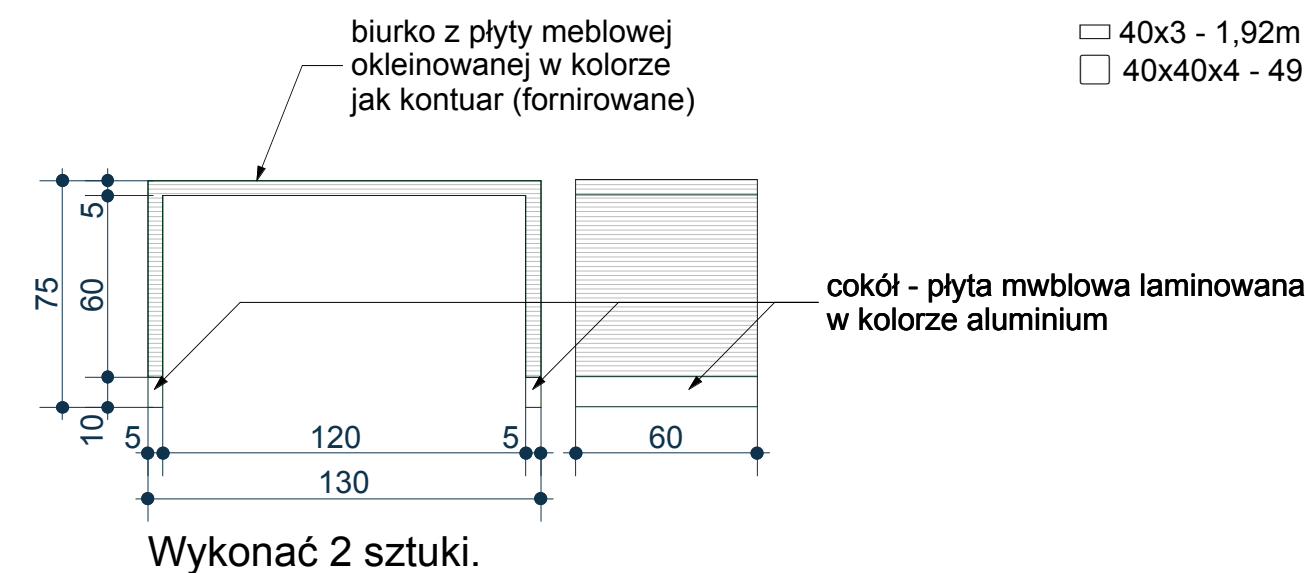 biurko z płyty meblowej
okleinowanej w kolorze
jak kontuar (fornirowane)
40x3 - 1,92m
40x40x4 - 49
5
60
75
10
5
120
5
130
60
cokół - płyta mwblowa laminowana
w kolorze aluminium
Wykonać 2 sztuki.